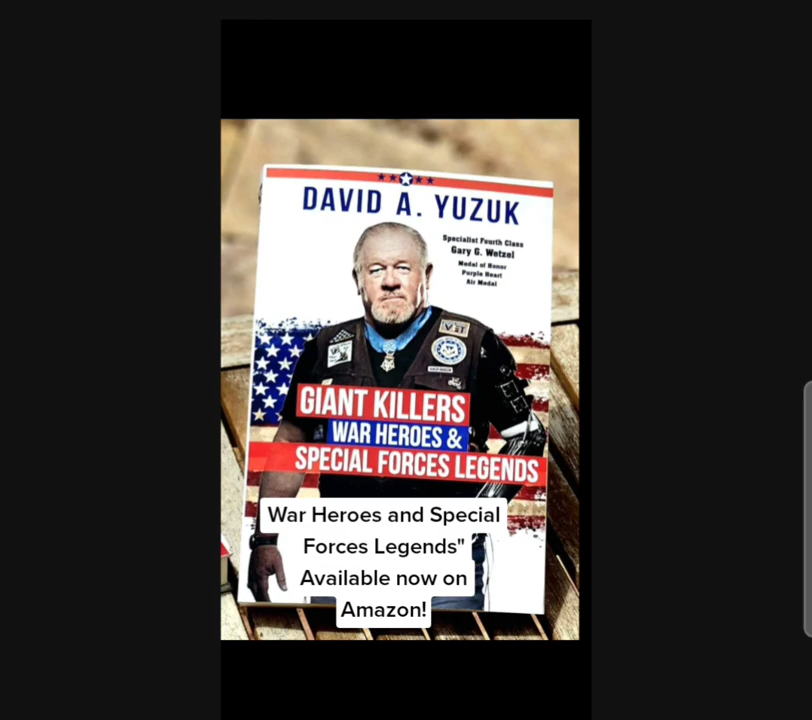 DAVID A. YUZUK
Specialist Fourth Class
Gary G. Wetzel
Medal of Honor
Purple Heart
Air Medal
GIANT KILLERS
WAR HEROES &
SPECIAL FORCES LEGENDS
War Heroes and Special
Forces Legends"
Available now on
Amazon!